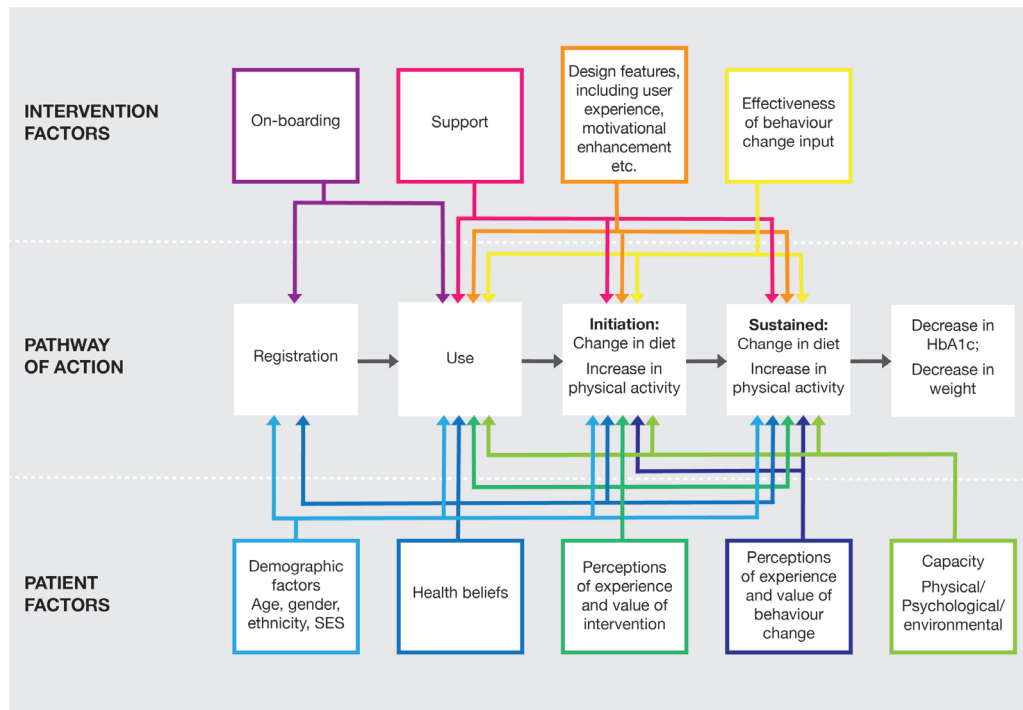 INTERVENTION
FACTORS
On-boarding
Support
Design features,
including user
experience,
motivational
enhancement
etc.
Effectiveness
of behaviour
change input
PATHWAY
OF ACTION
Registration
Use
Initiation:
Change in diet
Increase in
physical activity
Sustained:
Change in diet
Increase in
physical activity
Decrease in
HbA1c;
Decrease in
weight
PATIENT
FACTORS
Demographic
factors
Age, gender,
ethnicity, SES
Health beliefs
Perceptions
of experience
and value of
intervention
Perceptions
of experience
and value of
behaviour
change
Capacity
Physical/
Psychological/
environmental